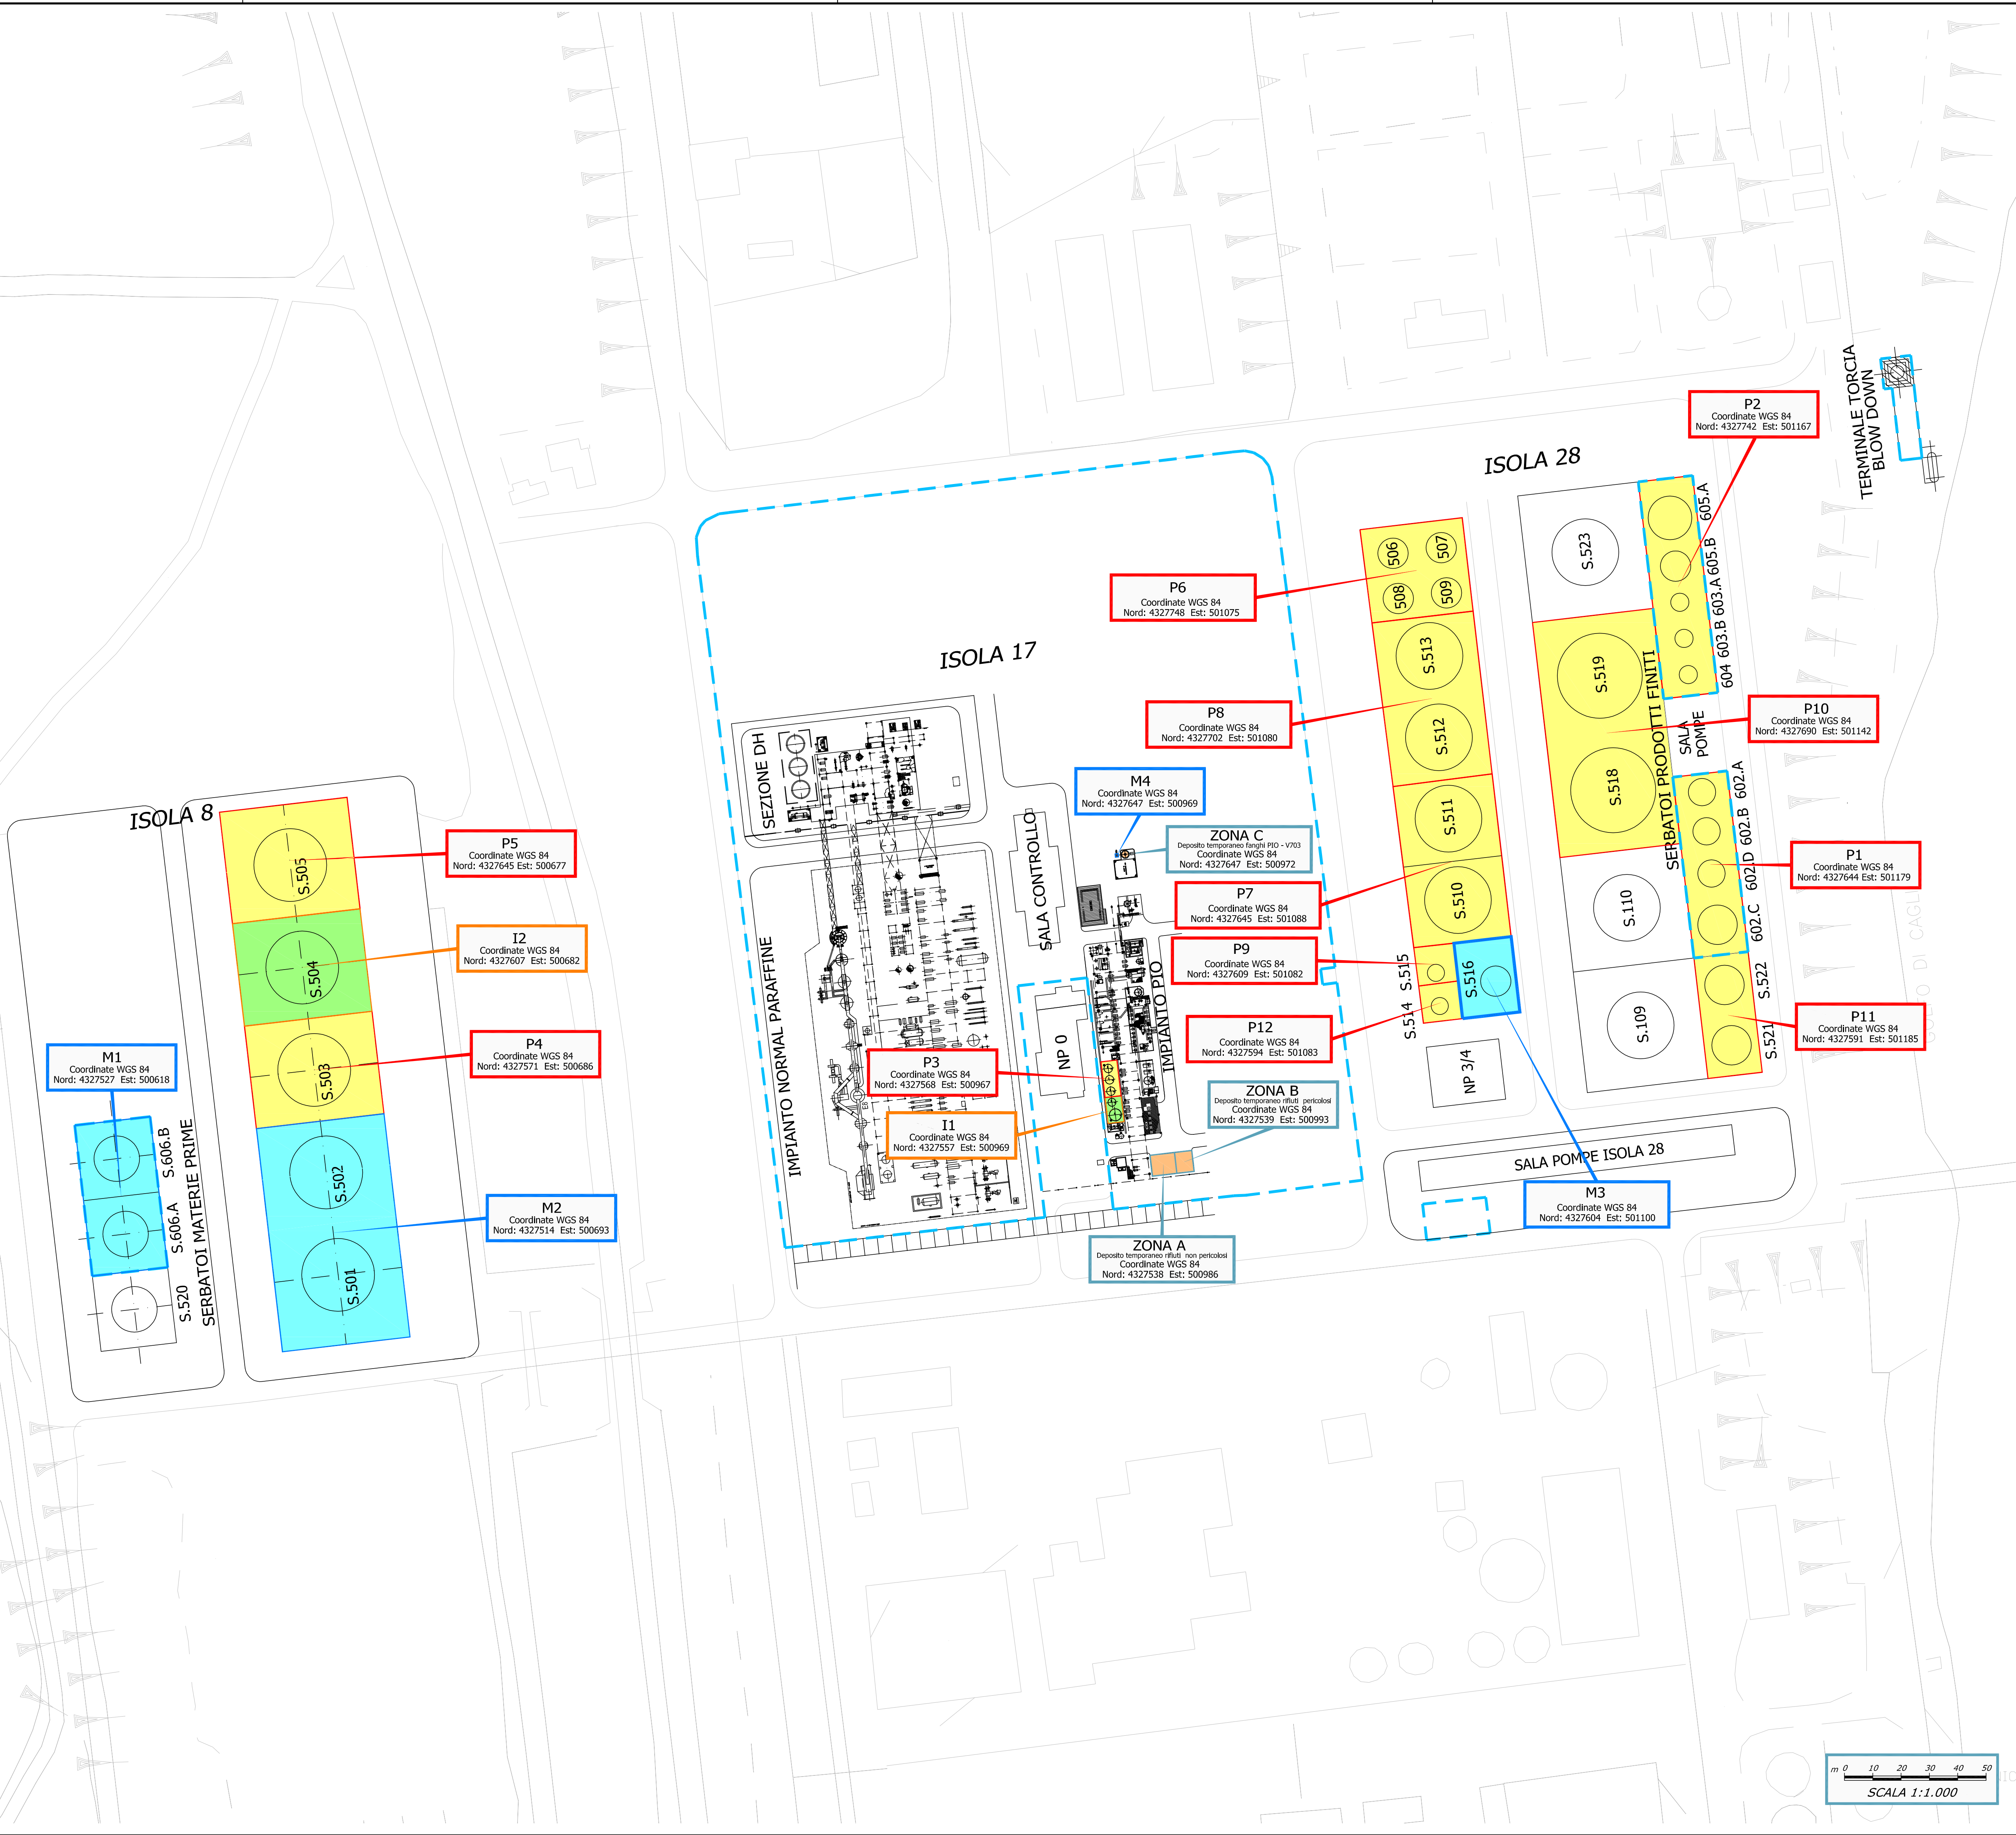 ISOLA 8
S.505
S.504
S.503
S.502
S.501
S.606.B
S.606.A
S.520
SERBATOI MATERIE PRIME
M1
Coordinate WGS 84
Nord: 4327527 Est: 500618
P5
Coordinate WGS 84
Nord: 4327645 Est: 500677
I2
Coordinate WGS 84
Nord: 4327607 Est: 500682
P4
Coordinate WGS 84
Nord: 4327571 Est: 500686
M2
Coordinate WGS 84
Nord: 4327514 Est: 500693
ISOLA 17
SEZIONE DH
IMPIANTO NORMAL PARAFFINE
SALA CONTROLLO
NP 0
IMPIANTO PIO
M4
Coordinate WGS 84
Nord: 4327647 Est: 500969
ZONA C
Deposito temporaneo fanghi PIO - V703
Coordinate WGS 84
Nord: 4327647 Est: 500972
P3
Coordinate WGS 84
Nord: 4327568 Est: 500967
I1
Coordinate WGS 84
Nord: 4327557 Est: 500969
ZONA B
Deposito temporaneo rifiuti pericolosi
Coordinate WGS 84
Nord: 4327539 Est: 500993
ZONA A
Deposito temporaneo rifiuti non pericolosi
Coordinate WGS 84
Nord: 4327538 Est: 500986
P6
Coordinate WGS 84
Nord: 4327748 Est: 501075
P8
Coordinate WGS 84
Nord: 4327702 Est: 501080
P7
Coordinate WGS 84
Nord: 4327645 Est: 501088
P9
Coordinate WGS 84
Nord: 4327609 Est: 501082
P12
Coordinate WGS 84
Nord: 4327594 Est: 501083
ISOLA 28
506
507
508
509
S.513
S.512
S.511
S.510
S.515
S.514
S.516
NP 3/4
S.523
S.519
S.518
S.110
S.109
SERBATOI PRODOTTI FINITI
SALA
POMPE
605.A
605.B
603.A
603.B
604
602.A
602.B
602.D
602.C
S.522
S.521
P2
Coordinate WGS 84
Nord: 4327742 Est: 501167
P10
Coordinate WGS 84
Nord: 4327690 Est: 501142
P1
Coordinate WGS 84
Nord: 4327644 Est: 501179
P11
Coordinate WGS 84
Nord: 4327591 Est: 501185
M3
Coordinate WGS 84
Nord: 4327604 Est: 501100
SALA POMPE ISOLA 28
TERMINALE TORCIA
BLOW DOWN
m 0 10 20 30 40 50
SCALA 1:1.000